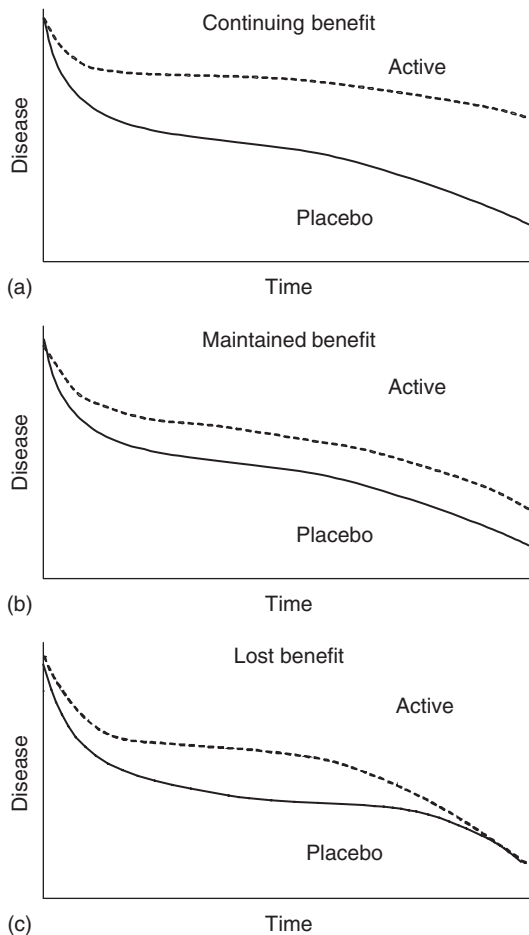 Continuing benefit
Active
Disease
Placebo
(a)
Time
Maintained benefit
Active
Disease
Placebo
(b)
Time
Lost benefit
Active
Disease
Placebo
(c)
Time